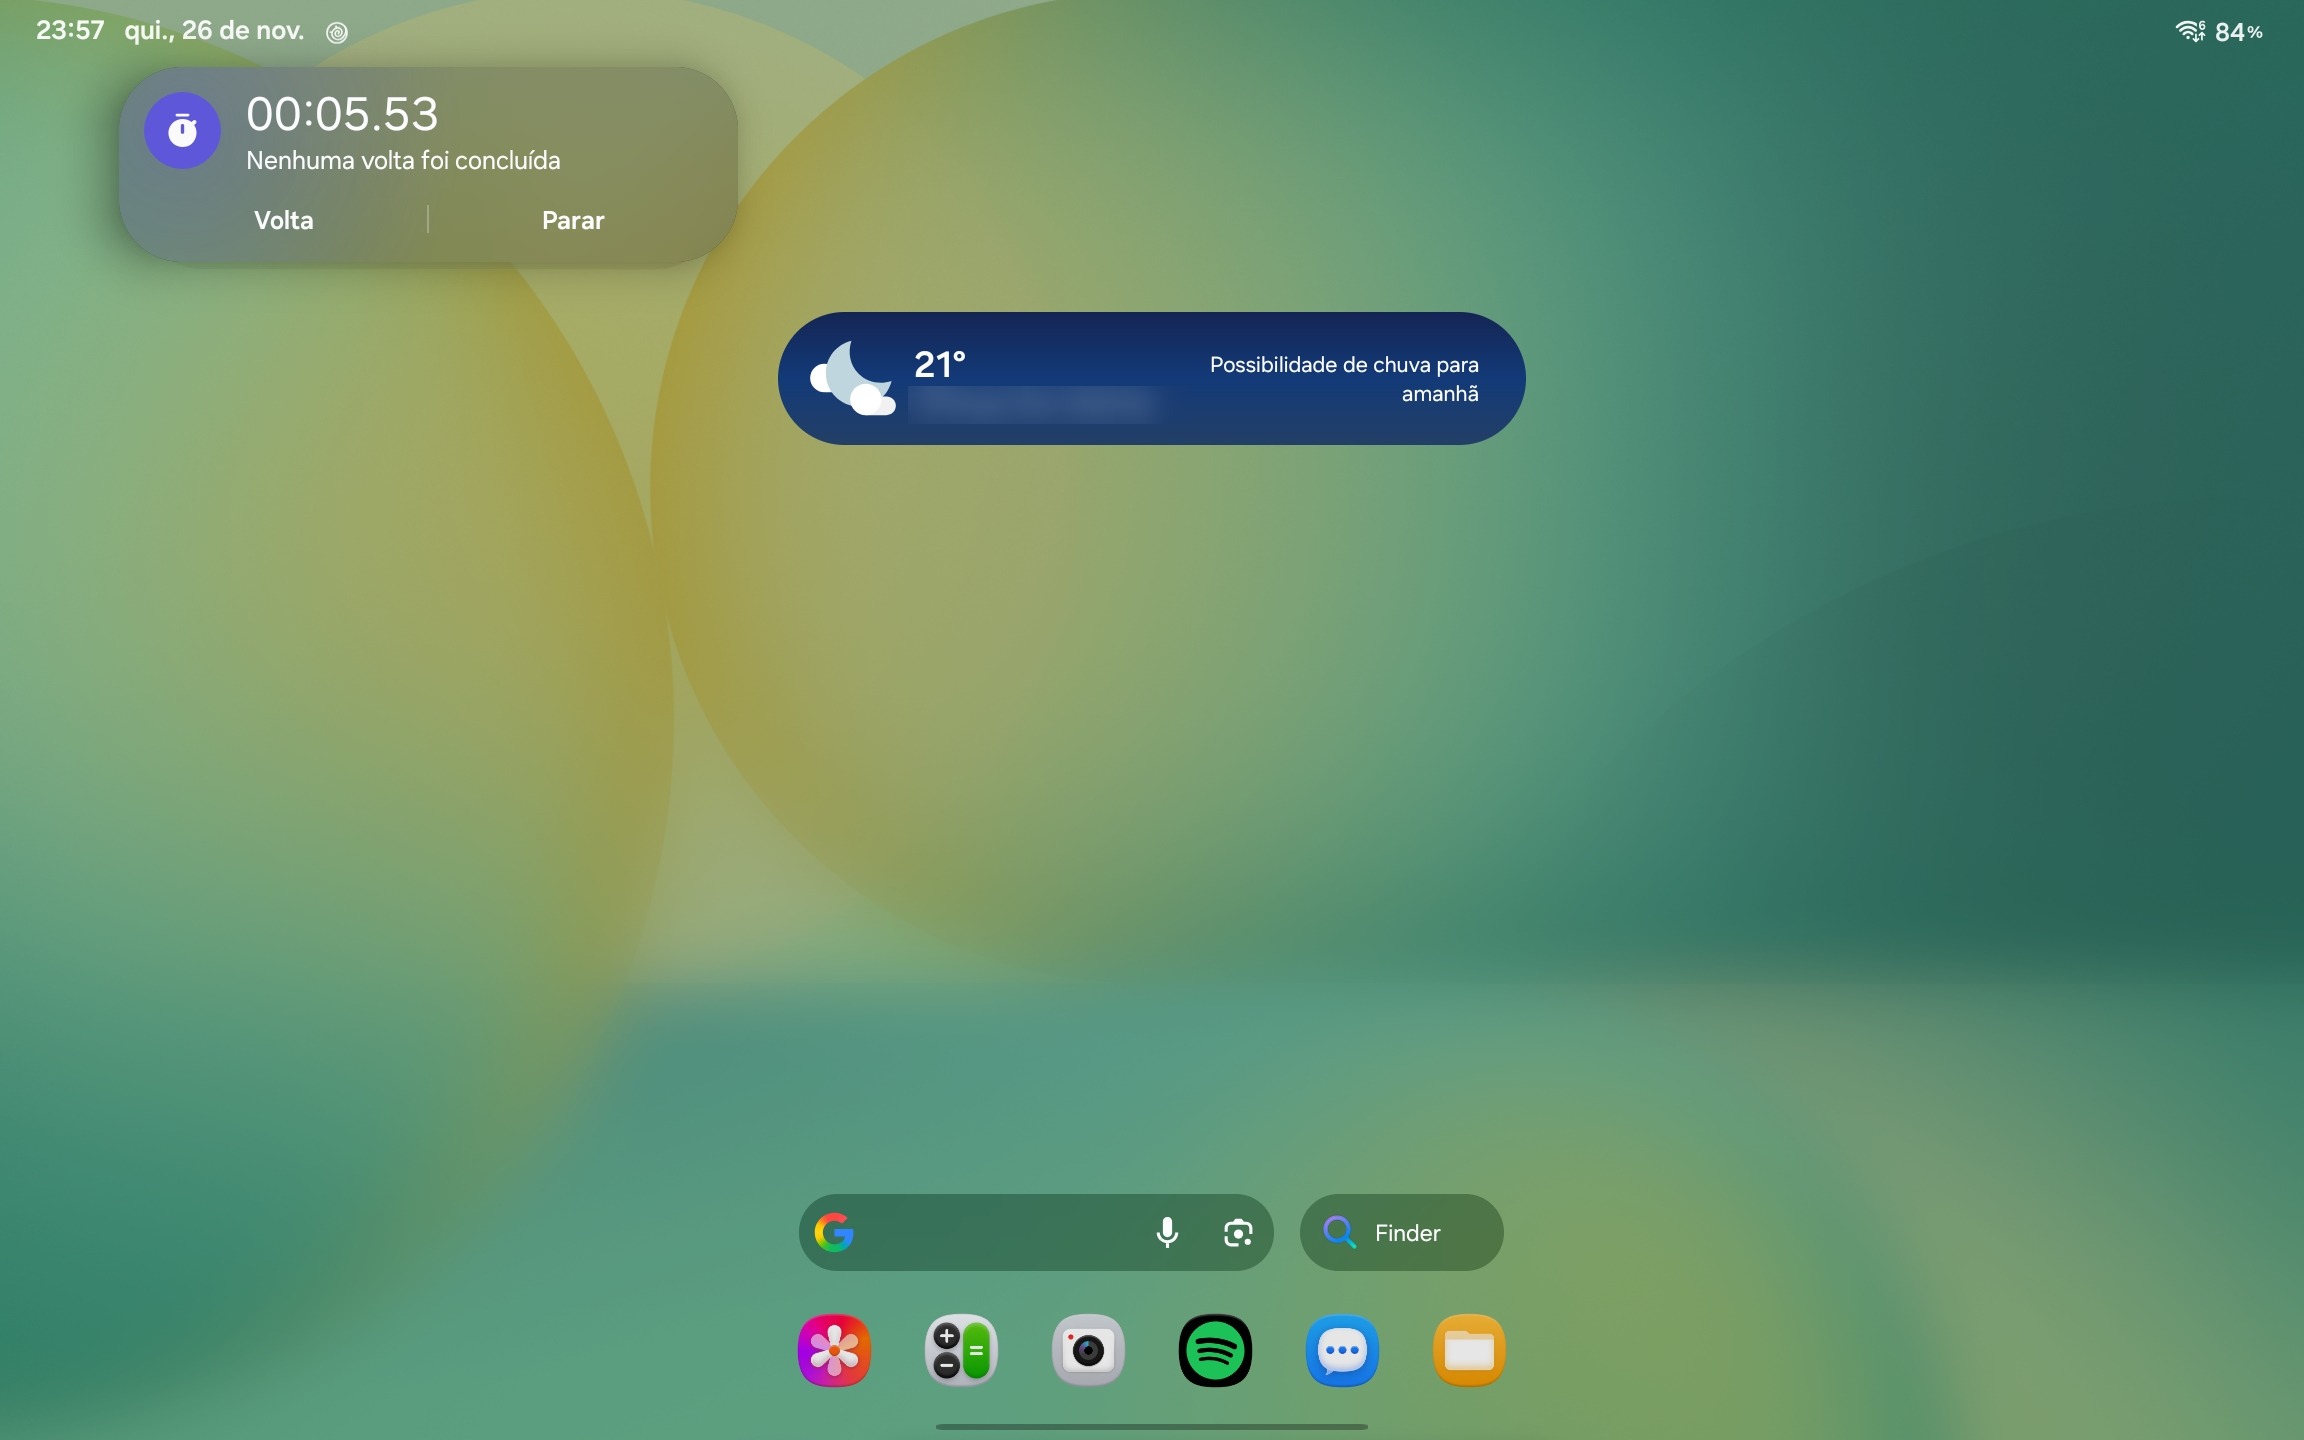 23:57 qui., 26 de nov.
6 84%
00:05.53
Nenhuma volta foi concluída
Volta | Parar
21°
Possibilidade de chuva para
amanhã
Finder